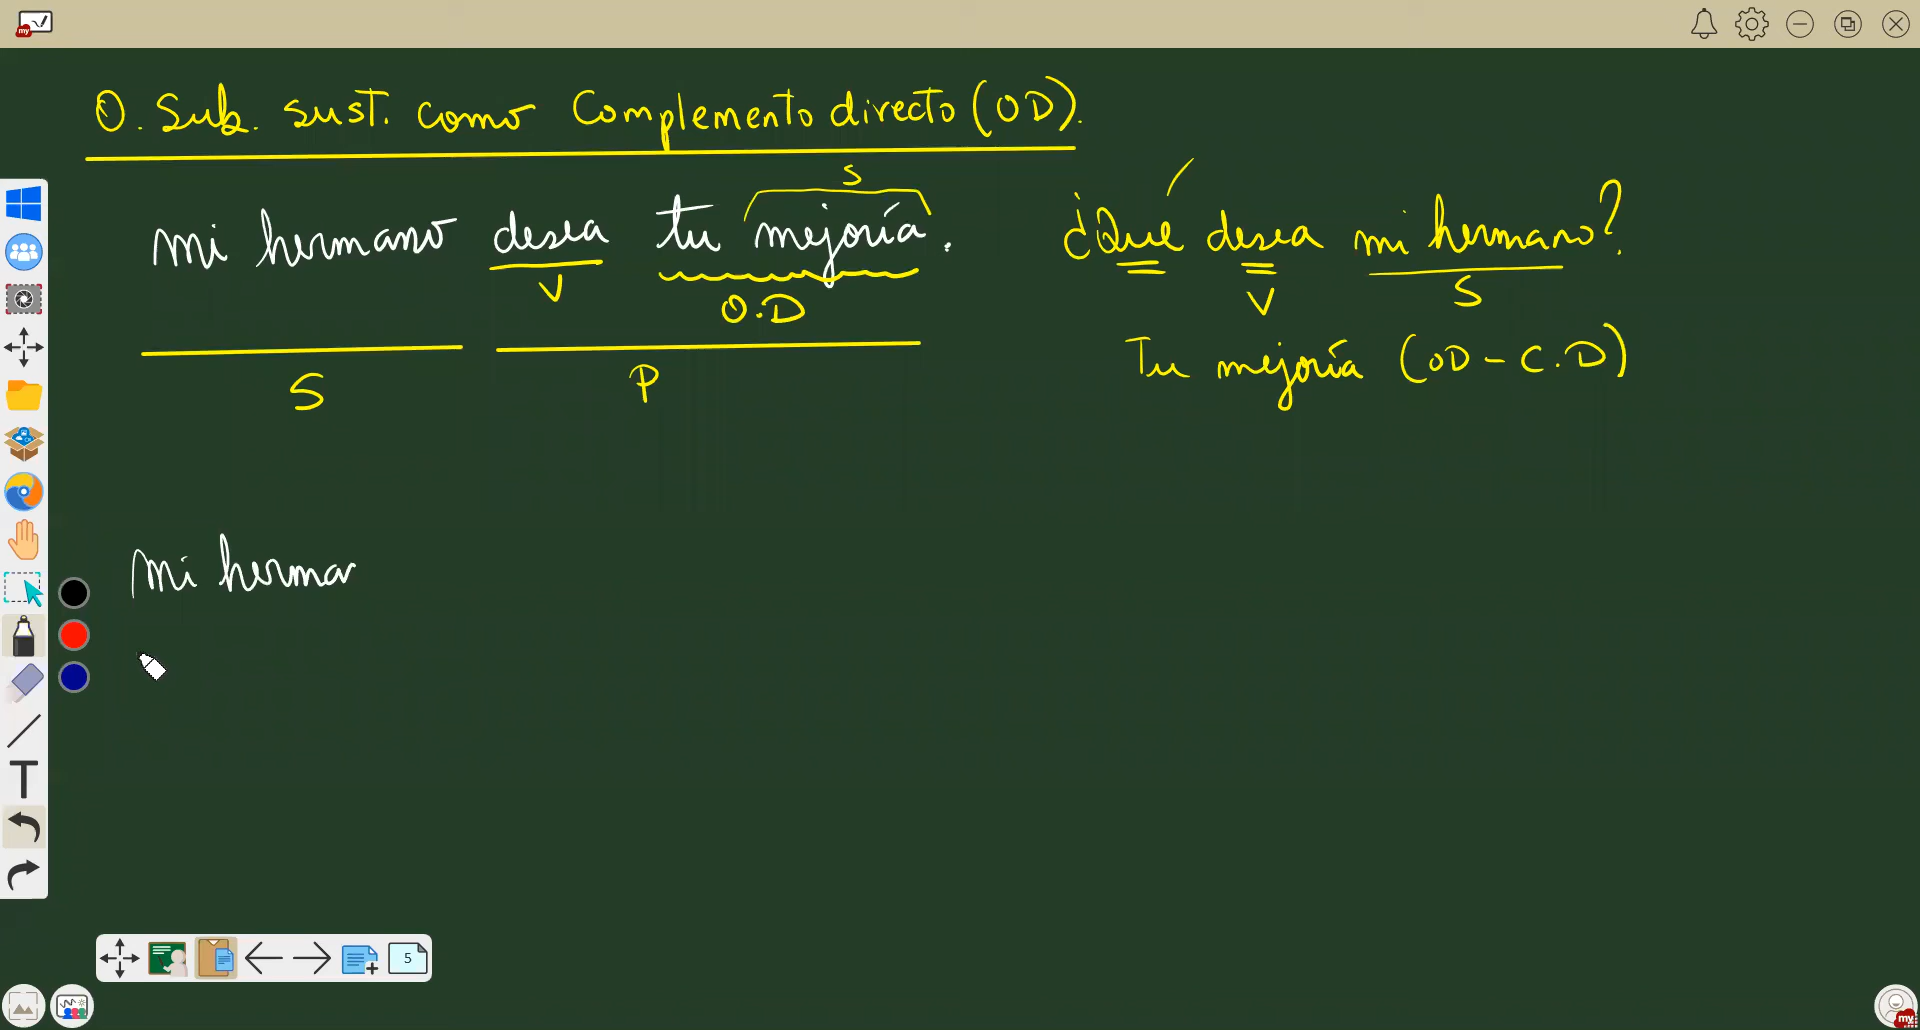 O. Sub. sust. como Complemento directo (OD).
S
mi hermano desea tu mejoría.
V
O.D
S
P
¿Qué desea mi hermano?
V
S
Tu mejoría (OD - C.D)
Mi herma
5